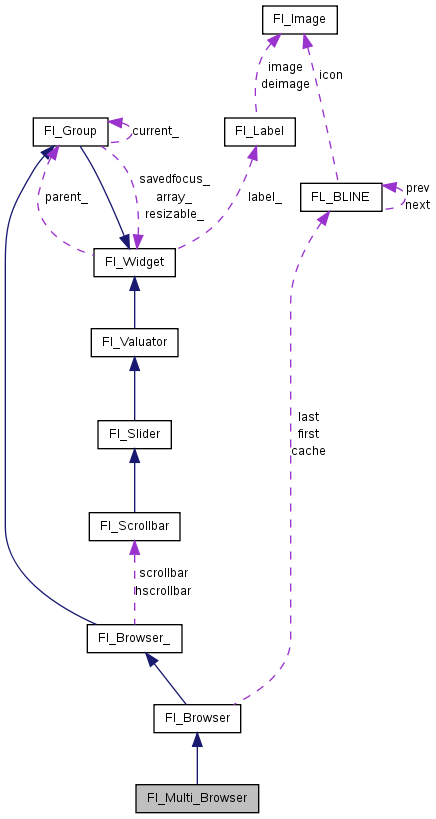 Fl_Image
image
deimage
icon
Fl_Group
current_
Fl_Label
savedfocus_
array_
resizable_
parent_
label_
FL_BLINE
prev
next
Fl_Widget
Fl_Valuator
last
first
cache
Fl_Slider
Fl_Scrollbar
scrollbar
hscrollbar
Fl_Browser_
Fl_Browser
Fl_Multi_Browser